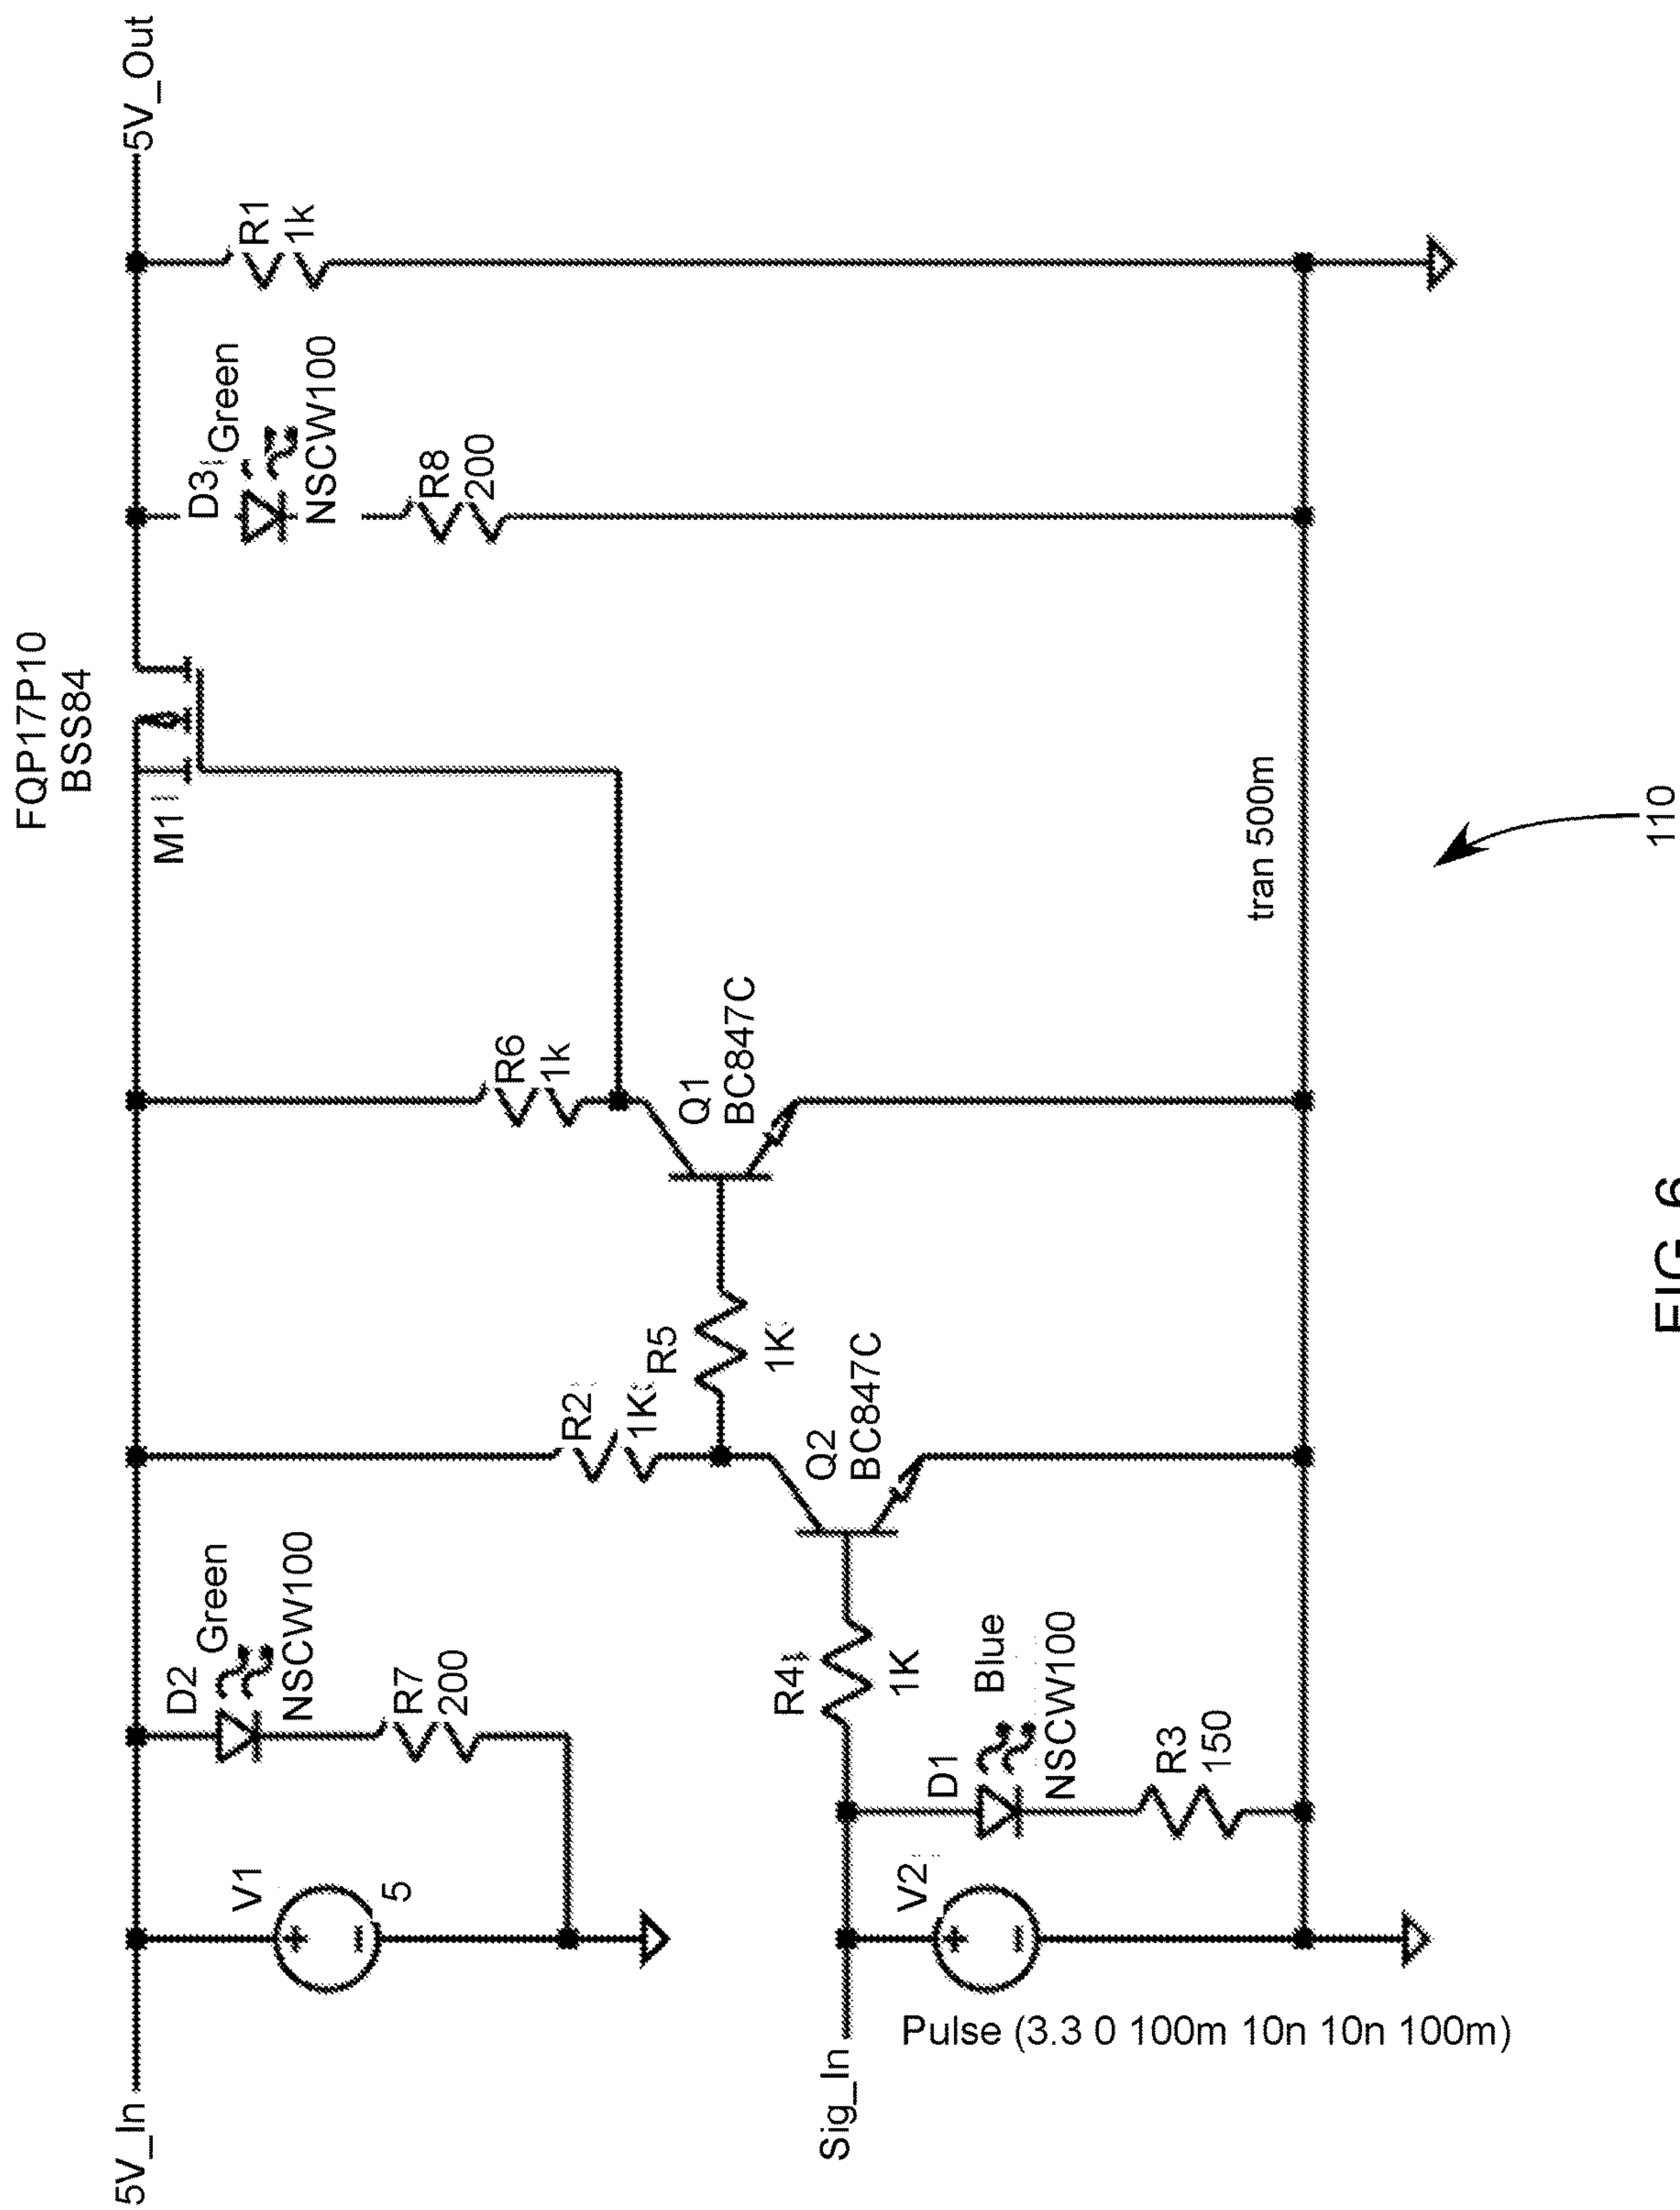 FQP17P10
BSS84
5V_In
5V_Out
M1
V1
5
D2
Green
NSCW100
R7
200
R2
1K
R6
1k
D3
Green
NSCW100
R8
200
R1
1k
R5
1K
Q1
BC847C
Q2
BC847C
Sig_In
V2
Pulse (3.3 0 100m 10n 10n 100m)
R4
1K
D1
Blue
NSCW100
R3
150
tran 500m
110
FIG. 6